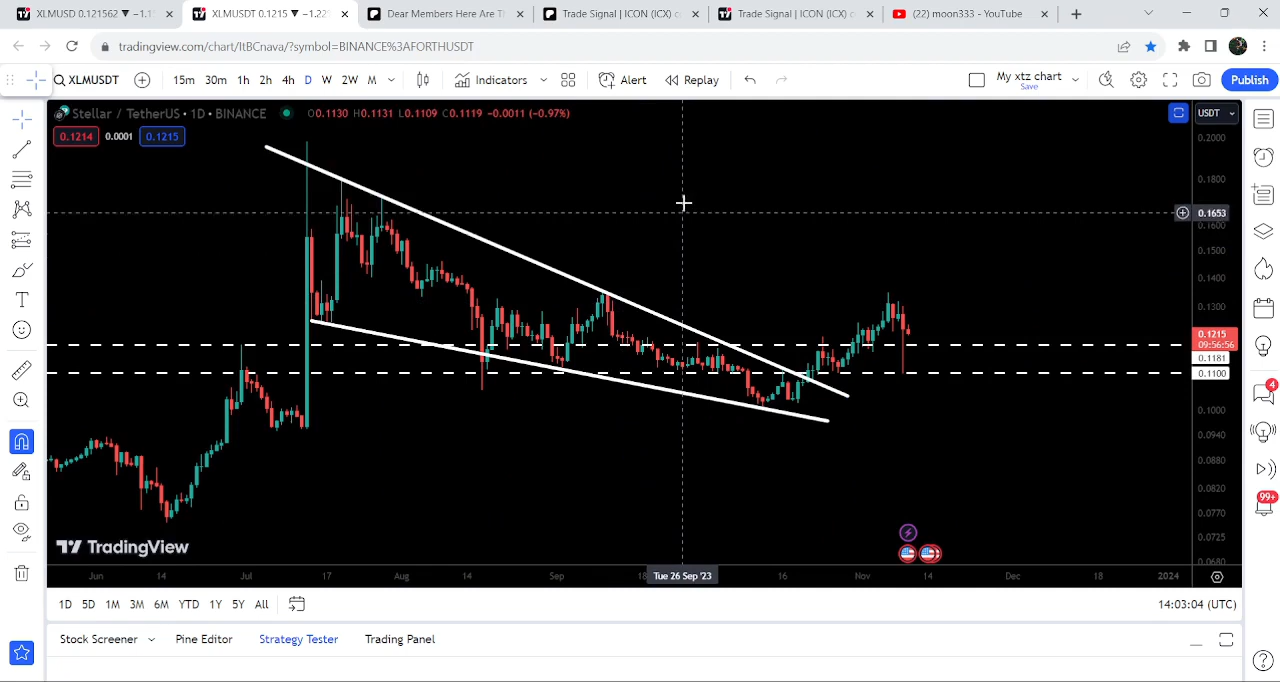 XLMUSD 0.121562 ▼ −1.1
XLMUSDT 0.1215 ▼ −1.22
Dear Members Here Are T
Trade Signal | ICON (ICX) c
Trade Signal | ICON (ICX) c
(22) moon333 - YouTube
tradingview.com/chart/ItBCnava/?symbol=BINANCE%3AFORTHUSDT
XLMUSDT 15m 30m 1h 2h 4h D W 2W M Indicators Alert Replay My xtz chart Publish
Save
Stellar / TetherUS • 1D • BINANCE O0.1130 H0.1131 L0.1109 C0.1119 −0.0011 (−0.97%) USDT
0.1214 0.0001 0.1215
0.2000
0.1800
0.1653
0.1600
0.1500
0.1400
0.1300
0.1215
09:56:56
0.1181
0.1100
0.1000
0.0940
0.0880
0.0820
0.0770
0.0725
0.0680
4
99+
TradingView
Jun 14 Jul 17 Aug 14 Sep 18 Tue 26 Sep '23 16 Nov 14 Dec 18 2024
1D 5D 1M 3M 6M YTD 1Y 5Y All 14:03:04 (UTC)
Stock Screener Pine Editor Strategy Tester Trading Panel